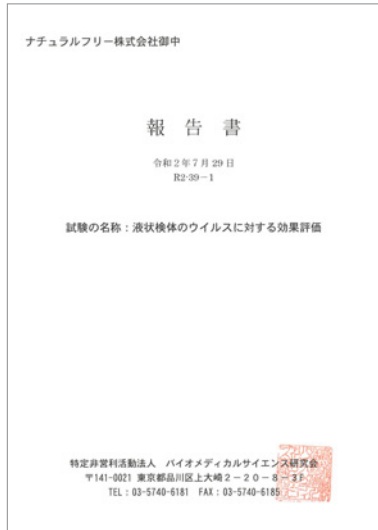 ナチュラルフリー株式会社御中
報告書
令和2年7月29日
R2-39-1
試験の名称：液状検体のウイルスに対する効果評価
特定非営利活動法人 バイオメディカルサイエンス研究会
〒141-0021 東京都品川区上大崎2-20-8-3F
TEL：03-5740-6181 FAX：03-5740-6185